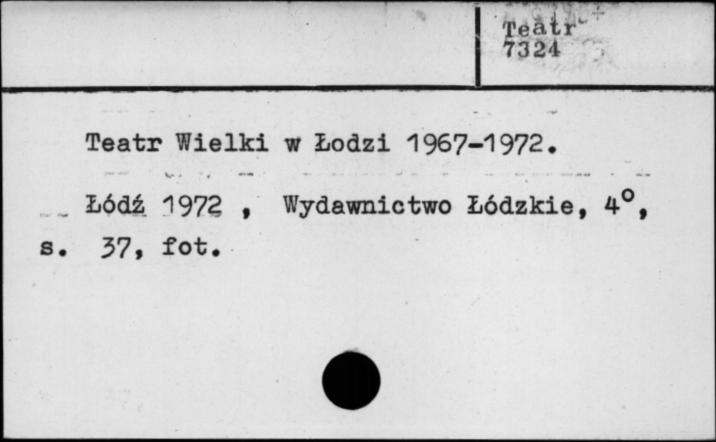 Teatr
7324
Teatr Wielki w Łodzi 1967-1972.
Łódź 1972 , Wydawnictwo Łódzkie, 4°,
s. 37, fot.